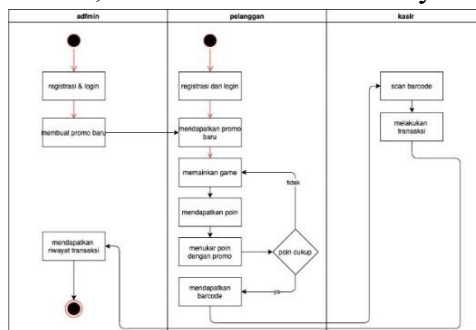 adfmin
pelanggan
kasir
registrasi & login
membuat promo baru
mendapatkan
riwayat transaksi
registrasi dan login
mendapatkan promo
baru
memainkan game
tidak
mendapatkan poin
menukar poin
dengan promo
poin cukup
ya
mendapatkan
barcode
scan barcode
melakukan
transaksi